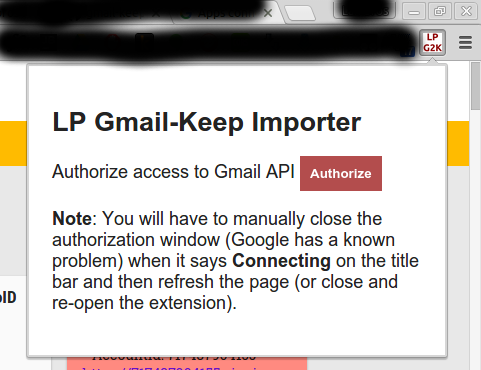 LP
G2K
LP Gmail-Keep Importer
Authorize access to Gmail API Authorize
Note: You will have to manually close the
authorization window (Google has a known
problem) when it says Connecting on the title
bar and then refresh the page (or close and
re-open the extension).